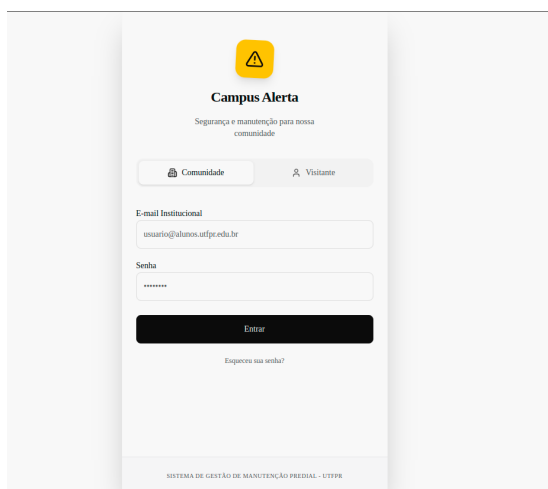 Campus Alerta
Segurança e manutenção para nossa
comunidade
Comunidade
Visitante
E-mail Institucional
usuario@alunos.utfpr.edu.br
Senha
••••••••
Entrar
Esqueceu sua senha?
SISTEMA DE GESTÃO DE MANUTENÇÃO PREDIAL - UTFPR